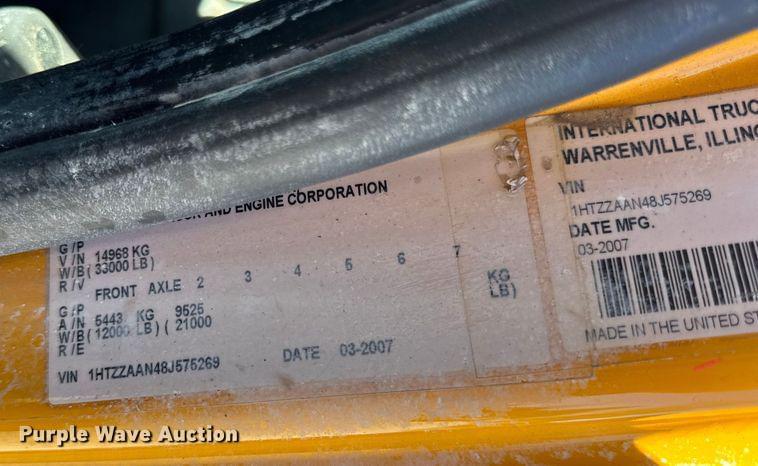 AND ENGINE CORPORATION
G/P
V/N 14968 KG
W/B( 33000 LB)
R/V
FRONT AXLE 2 3 4 5 6 7
KG
LB)
G/P
A/N 5443 KG 9525
W/B( 12000 LB) ( 21000
R/E
VIN 1HTZZAAN48J575269 DATE 03-2007
INTERNATIONAL TRUC
WARRENVILLE, ILLIN
VIN
1HTZZAAN48J575269
DATE MFG.
03-2007
MADE IN THE UNITED ST
Purple Wave Auction